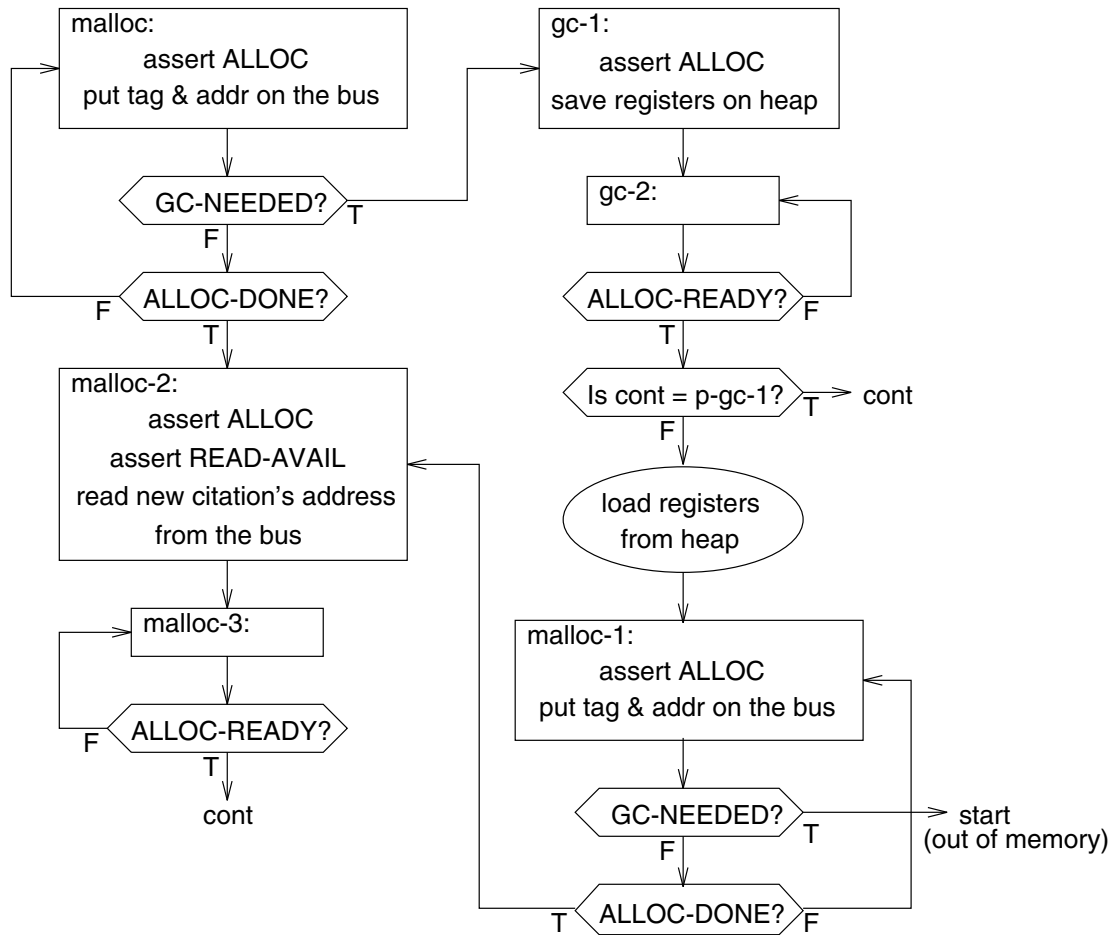 malloc:
assert ALLOC
put tag & addr on the bus
GC-NEEDED?
T
F
ALLOC-DONE?
F
T
malloc-2:
assert ALLOC
assert READ-AVAIL
read new citation's address
from the bus
malloc-3:
ALLOC-READY?
F
T
cont
gc-1:
assert ALLOC
save registers on heap
gc-2:
ALLOC-READY?
F
T
Is cont = p-gc-1?
T
cont
F
load registers
from heap
malloc-1:
assert ALLOC
put tag & addr on the bus
GC-NEEDED?
T
start
(out of memory)
F
ALLOC-DONE?
T
F